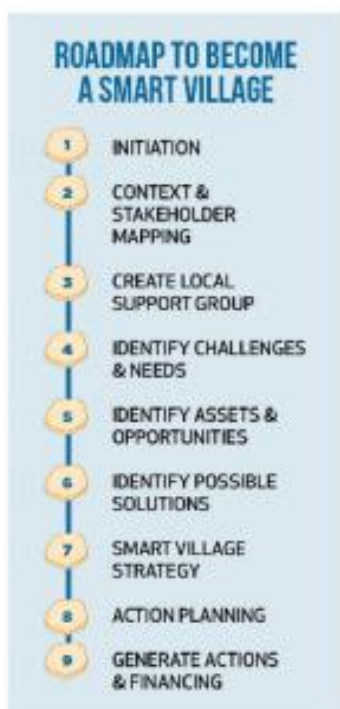 ROADMAP TO BECOME
A SMART VILLAGE
1 INITIATION
2 CONTEXT &
STAKEHOLDER
MAPPING
3 CREATE LOCAL
SUPPORT GROUP
4 IDENTIFY CHALLENGES
& NEEDS
5 IDENTIFY ASSETS &
OPPORTUNITIES
6 IDENTIFY POSSIBLE
SOLUTIONS
7 SMART VILLAGE
STRATEGY
8 ACTION PLANNING
9 GENERATE ACTIONS
& FINANCING